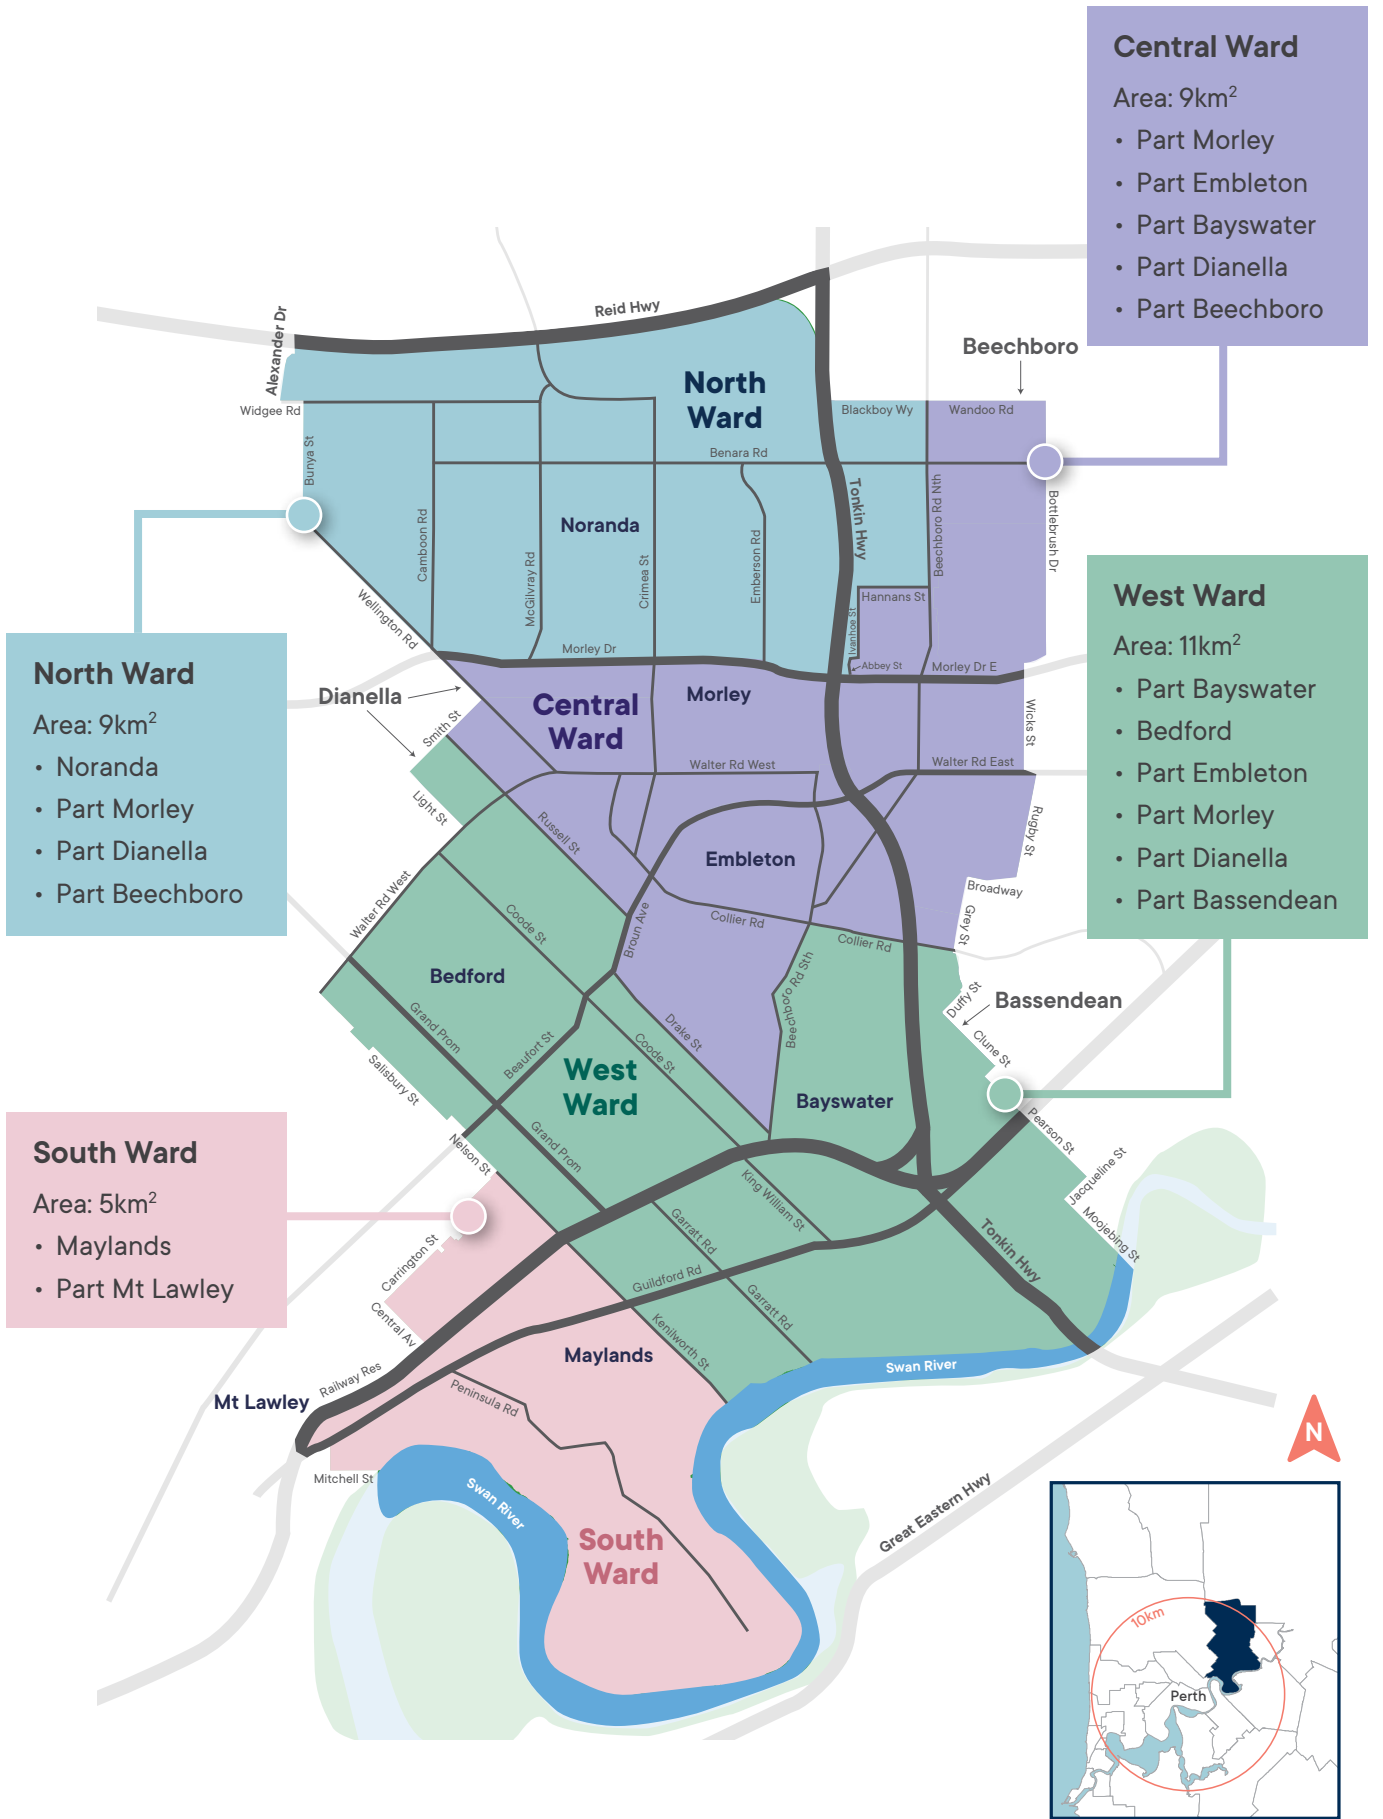 Central Ward
Area: 9km²
• Part Morley
• Part Embleton
• Part Bayswater
• Part Dianella
• Part Beechboro
Reid Hwy
Alexander Dr
Beechboro
North
Ward
Widgee Rd
Blackboy Wy
Wandoo Rd
Bunya St
Benara Rd
Tonkin Hwy
Beechboro Rd Nth
Bottlebrush Dr
Noranda
Camboon Rd
McGilvray Rd
Crimea St
Emberson Rd
Hannans St
Ivanhoe St
Wellington Rd
Morley Dr
Abbey St
Morley Dr E
West Ward
Area: 11km²
• Part Bayswater
• Bedford
• Part Embleton
• Part Morley
• Part Dianella
• Part Bassendean
North Ward
Area: 9km²
• Noranda
• Part Morley
• Part Dianella
• Part Beechboro
Dianella
Smith St
Central
Ward
Morley
Wicks St
Walter Rd West
Walter Rd East
Light St
Russell St
Rugby St
Embleton
Broadway
Walter Rd West
Coode St
Broun Ave
Collier Rd
Collier Rd
Grey St
Bedford
Beechboro Rd Sth
Duffy St
Bassendean
Grand Prom
Drake St
Clune St
Beaufort St
Coode St
Salisbury St
West
Ward
Bayswater
Nelson St
Grand Prom
Pearson St
South Ward
Area: 5km²
• Maylands
• Part Mt Lawley
King William St
Jacqueline St
Moojebing St
Garratt Rd
Carrington St
Tonkin Hwy
Guildford Rd
Garratt Rd
Central Av
Kenilworth St
Maylands
Swan River
Railway Res
Mt Lawley
Peninsula Rd
Mitchell St
Swan River
Great Eastern Hwy
N
South
Ward
10km
Perth